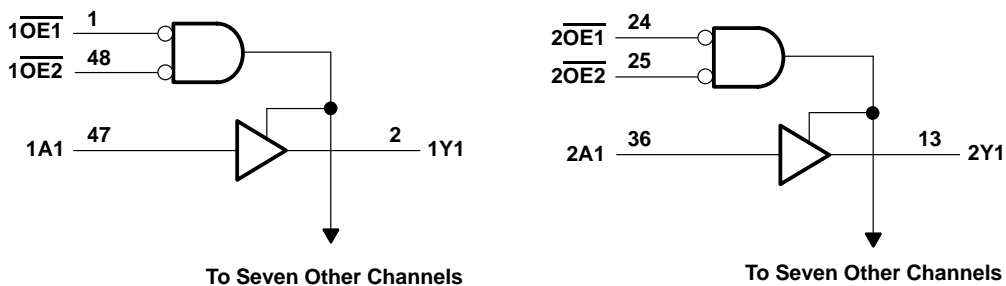 1OE1 1
1OE2 48
1A1 47 2 1Y1
To Seven Other Channels
2OE1 24
2OE2 25
2A1 36 13 2Y1
To Seven Other Channels